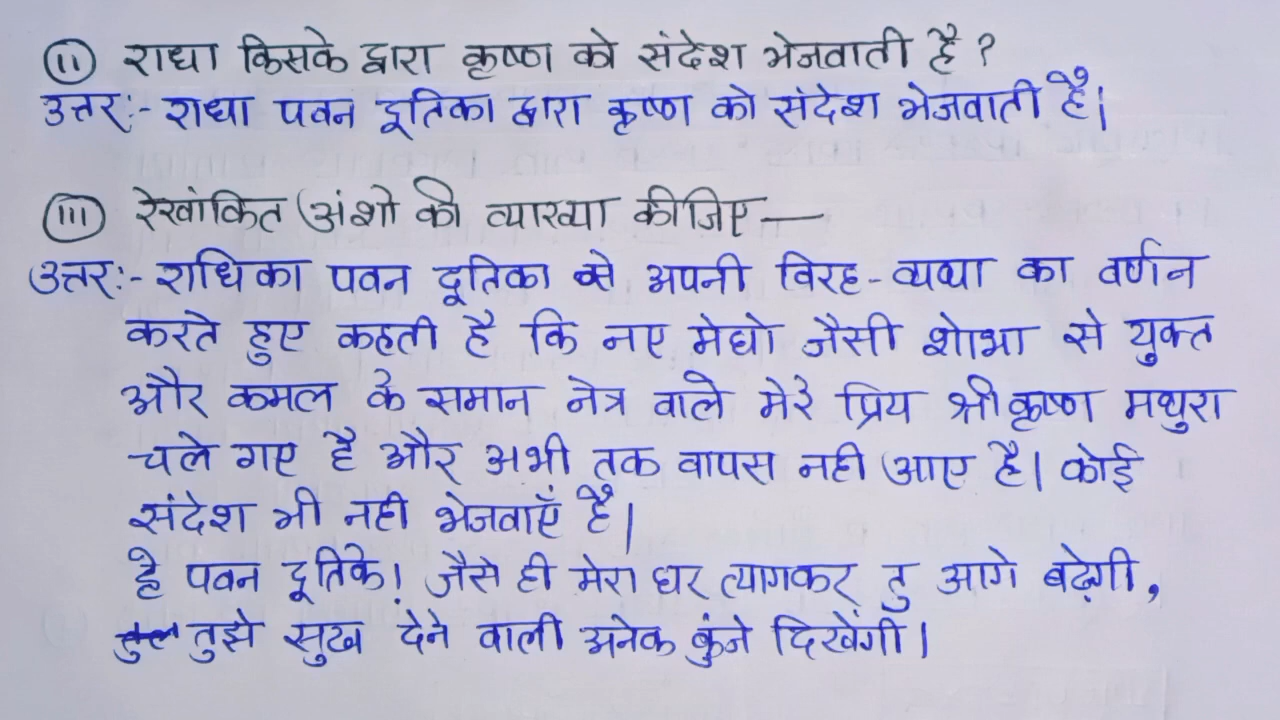 (ii) राधा किसके द्वारा कृष्ण को संदेश भेजवाती है ?
उत्तर:- राधा पवन दूतिका द्वारा कृष्ण को संदेश भेजवाती है।
(iii) रेखांकित अंशो की व्याख्या कीजिए —
उत्तर:- राधिका पवन दूतिका से अपनी विरह-व्यथा का वर्णन
करते हुए कहती है कि नए मेघो जैसी शोभा से युक्त
और कमल के समान नेत्र वाले मेरे प्रिय श्री कृष्ण मथुरा
चले गए है और अभी तक वापस नही आए है। कोई
संदेश भी नही भेजवाएँ है।
हे पवन दूतिके! जैसे ही मेरा घर त्यागकर तु आगे बढ़ेगी,
तुझे सुख देने वाली अनेक कुंजे दिखेंगी।